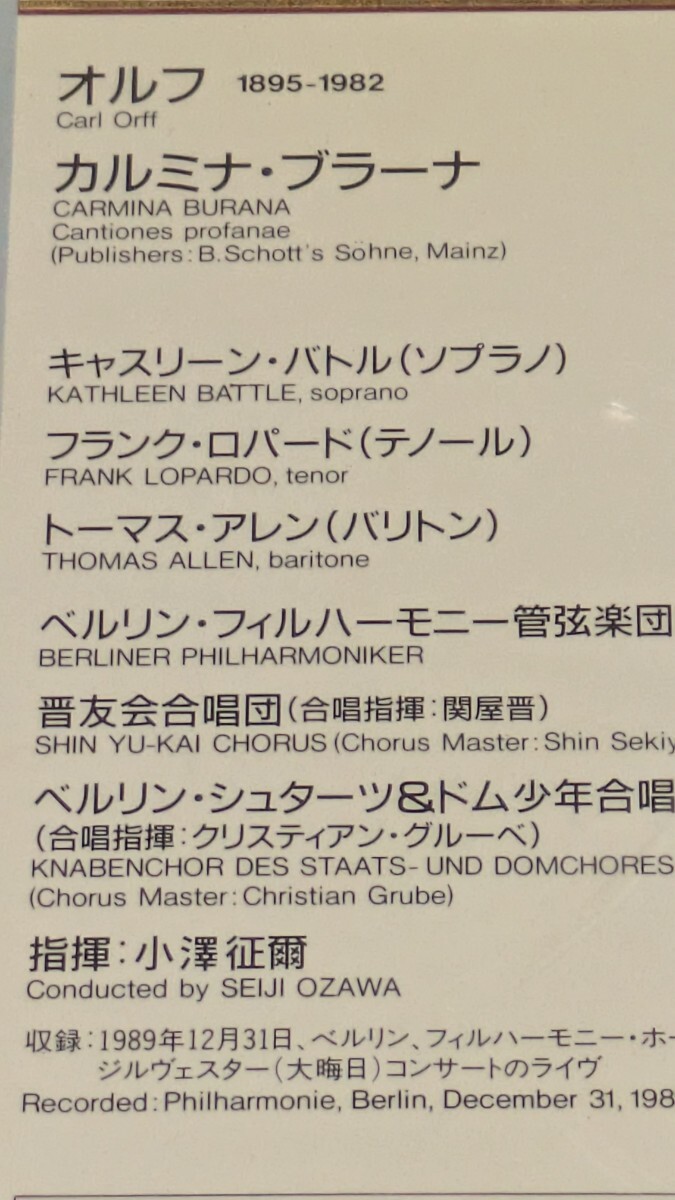 オルフ 1895-1982
Carl Orff
カルミナ・ブラーナ
CARMINA BURANA
Cantiones profanae
(Publishers: B.Schott's Söhne, Mainz)
キャスリーン・バトル(ソプラノ)
KATHLEEN BATTLE, soprano
フランク・ロパード(テノール)
FRANK LOPARDO, tenor
トーマス・アレン(バリトン)
THOMAS ALLEN, baritone
ベルリン・フィルハーモニー管弦楽団
BERLINER PHILHARMONIKER
晋友会合唱団(合唱指揮:関屋晋)
SHIN YU-KAI CHORUS (Chorus Master: Shin Sekiy
ベルリン・シュターツ&ドム少年合唱
(合唱指揮:クリスティアン・グルーベ)
KNABENCHOR DES STAATS- UND DOMCHORES
(Chorus Master: Christian Grube)
指揮:小澤征爾
Conducted by SEIJI OZAWA
収録:1989年12月31日、ベルリン、フィルハーモニー・ホー
ジルヴェスター(大晦日)コンサートのライヴ
Recorded: Philharmonie, Berlin, December 31, 198